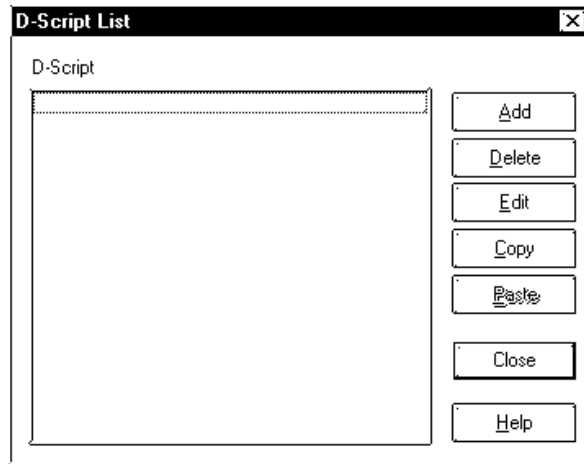 D-Script List
D-Script
Add
Delete
Edit
Copy
Paste
Close
Help